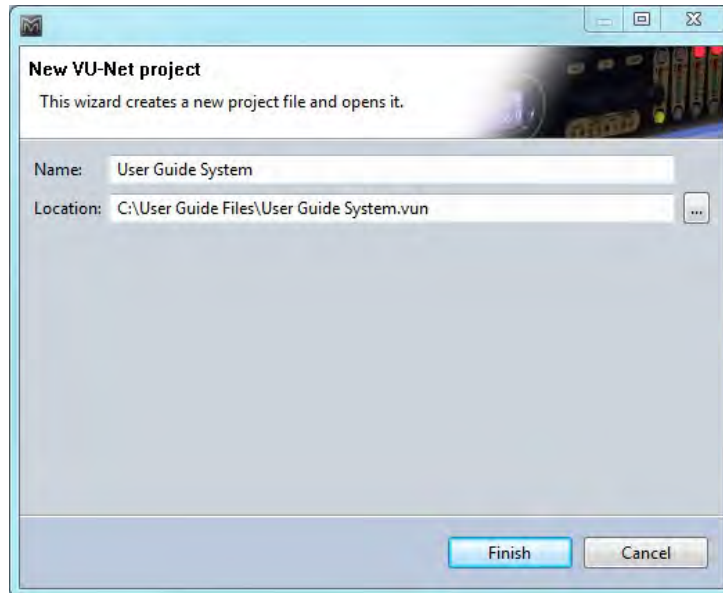 New VU-Net project
This wizard creates a new project file and opens it.
Name: User Guide System
Location: C:\User Guide Files\User Guide System.vun ...
Finish Cancel